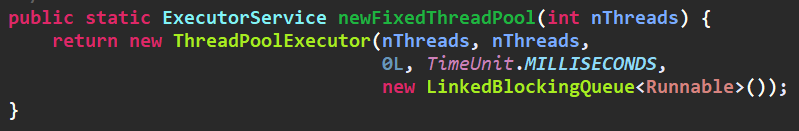 public static ExecutorService newFixedThreadPool(int nThreads) {
    return new ThreadPoolExecutor(nThreads, nThreads,
                                  0L, TimeUnit.MILLISECONDS,
                                  new LinkedBlockingQueue<Runnable>());
}